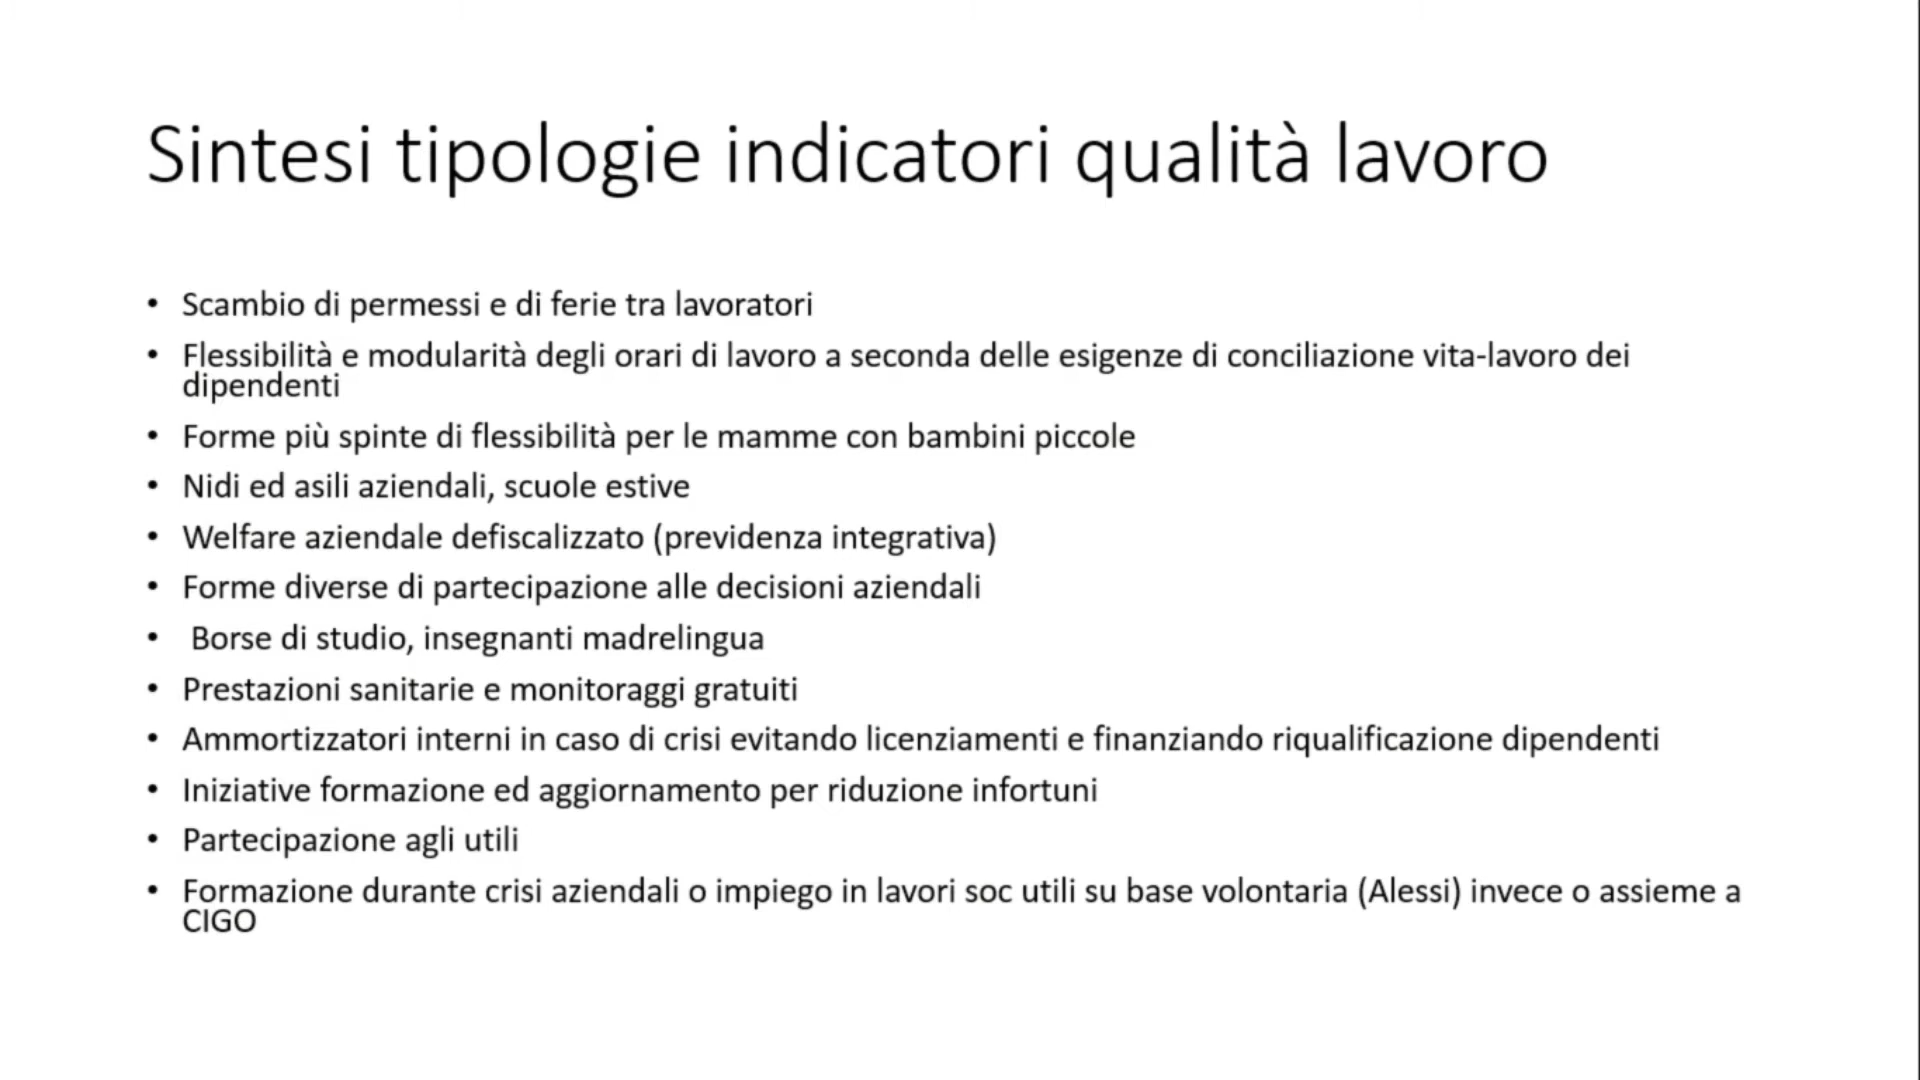 Sintesi tipologie indicatori qualità lavoro
• Scambio di permessi e di ferie tra lavoratori
• Flessibilità e modularità degli orari di lavoro a seconda delle esigenze di conciliazione vita-lavoro dei
dipendenti
• Forme più spinte di flessibilità per le mamme con bambini piccole
• Nidi ed asili aziendali, scuole estive
• Welfare aziendale defiscalizzato (previdenza integrativa)
• Forme diverse di partecipazione alle decisioni aziendali
• Borse di studio, insegnanti madrelingua
• Prestazioni sanitarie e monitoraggi gratuiti
• Ammortizzatori interni in caso di crisi evitando licenziamenti e finanziando riqualificazione dipendenti
• Iniziative formazione ed aggiornamento per riduzione infortuni
• Partecipazione agli utili
• Formazione durante crisi aziendali o impiego in lavori soc utili su base volontaria (Alessi) invece o assieme a
CIGO